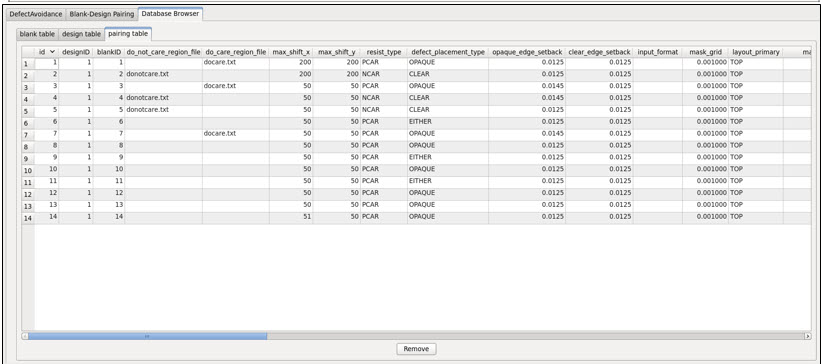 DefectAvoidance Blank-Design Pairing Database Browser
blank table design table pairing table
id designID blankID do_not_care_region_file do_care_region_file max_shift_x max_shift_y resist_type defect_placement_type opaque_edge_setback clear_edge_setback input_format mask_grid layout_primary
1 1 1 1 docare.txt 200 200 PCAR OPAQUE 0.0125 0.0125 0.001000 TOP
2 2 1 2 donotcare.txt 200 200 NCAR CLEAR 0.0125 0.0125 0.001000 TOP
3 3 1 3 docare.txt 50 50 PCAR OPAQUE 0.0145 0.0125 0.001000 TOP
4 4 1 4 donotcare.txt 50 50 NCAR CLEAR 0.0145 0.0125 0.001000 TOP
5 5 1 5 donotcare.txt 50 50 NCAR CLEAR 0.0125 0.0125 0.001000 TOP
6 6 1 6 50 50 PCAR EITHER 0.0125 0.0125 0.001000 TOP
7 7 1 7 docare.txt 50 50 PCAR OPAQUE 0.0145 0.0125 0.001000 TOP
8 8 1 8 50 50 PCAR OPAQUE 0.0125 0.0125 0.001000 TOP
9 9 1 9 50 50 PCAR EITHER 0.0125 0.0125 0.001000 TOP
10 10 1 10 50 50 PCAR OPAQUE 0.0125 0.0125 0.001000 TOP
11 11 1 11 50 50 PCAR EITHER 0.0125 0.0125 0.001000 TOP
12 12 1 12 50 50 PCAR OPAQUE 0.0125 0.0125 0.001000 TOP
13 13 1 13 50 50 PCAR OPAQUE 0.0125 0.0125 0.001000 TOP
14 14 1 14 51 50 PCAR OPAQUE 0.0125 0.0125 0.001000 TOP
Remove